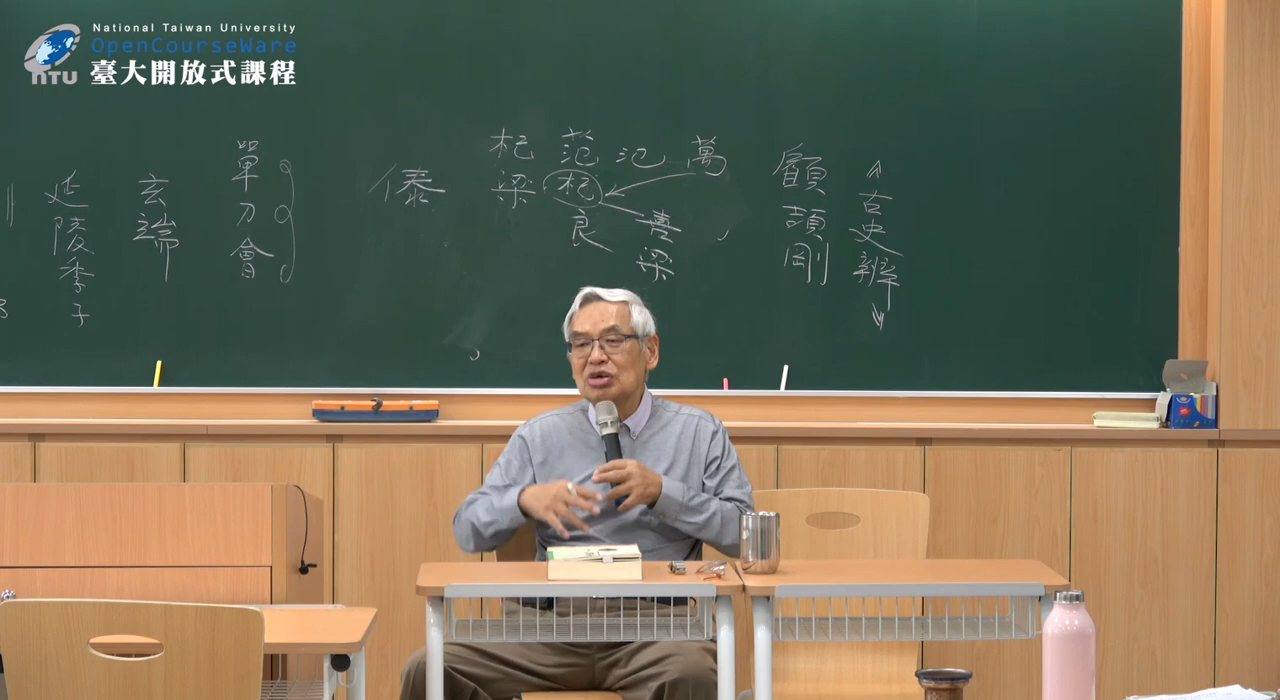 National Taiwan University
OpenCourseWare
NTU
臺大開放式課程
《古史辨》
顧頡剛
萬
氾
范杞良
喜梁
杞梁
傣
單刀會
玄端
延陵季子